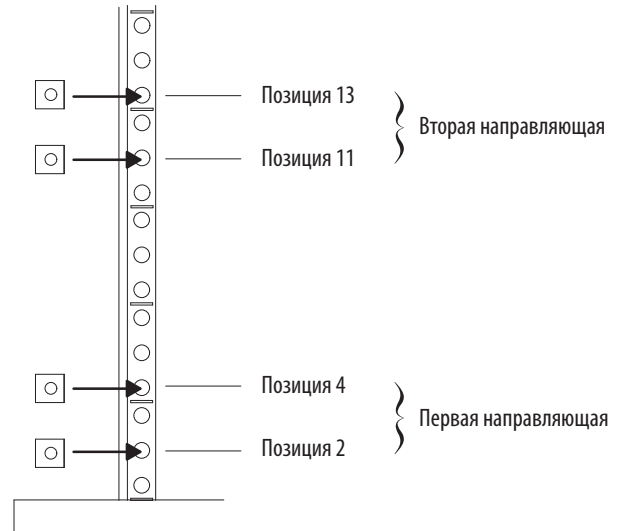 Позиция 13
Вторая направляющая
Позиция 11
Позиция 4
Первая направляющая
Позиция 2